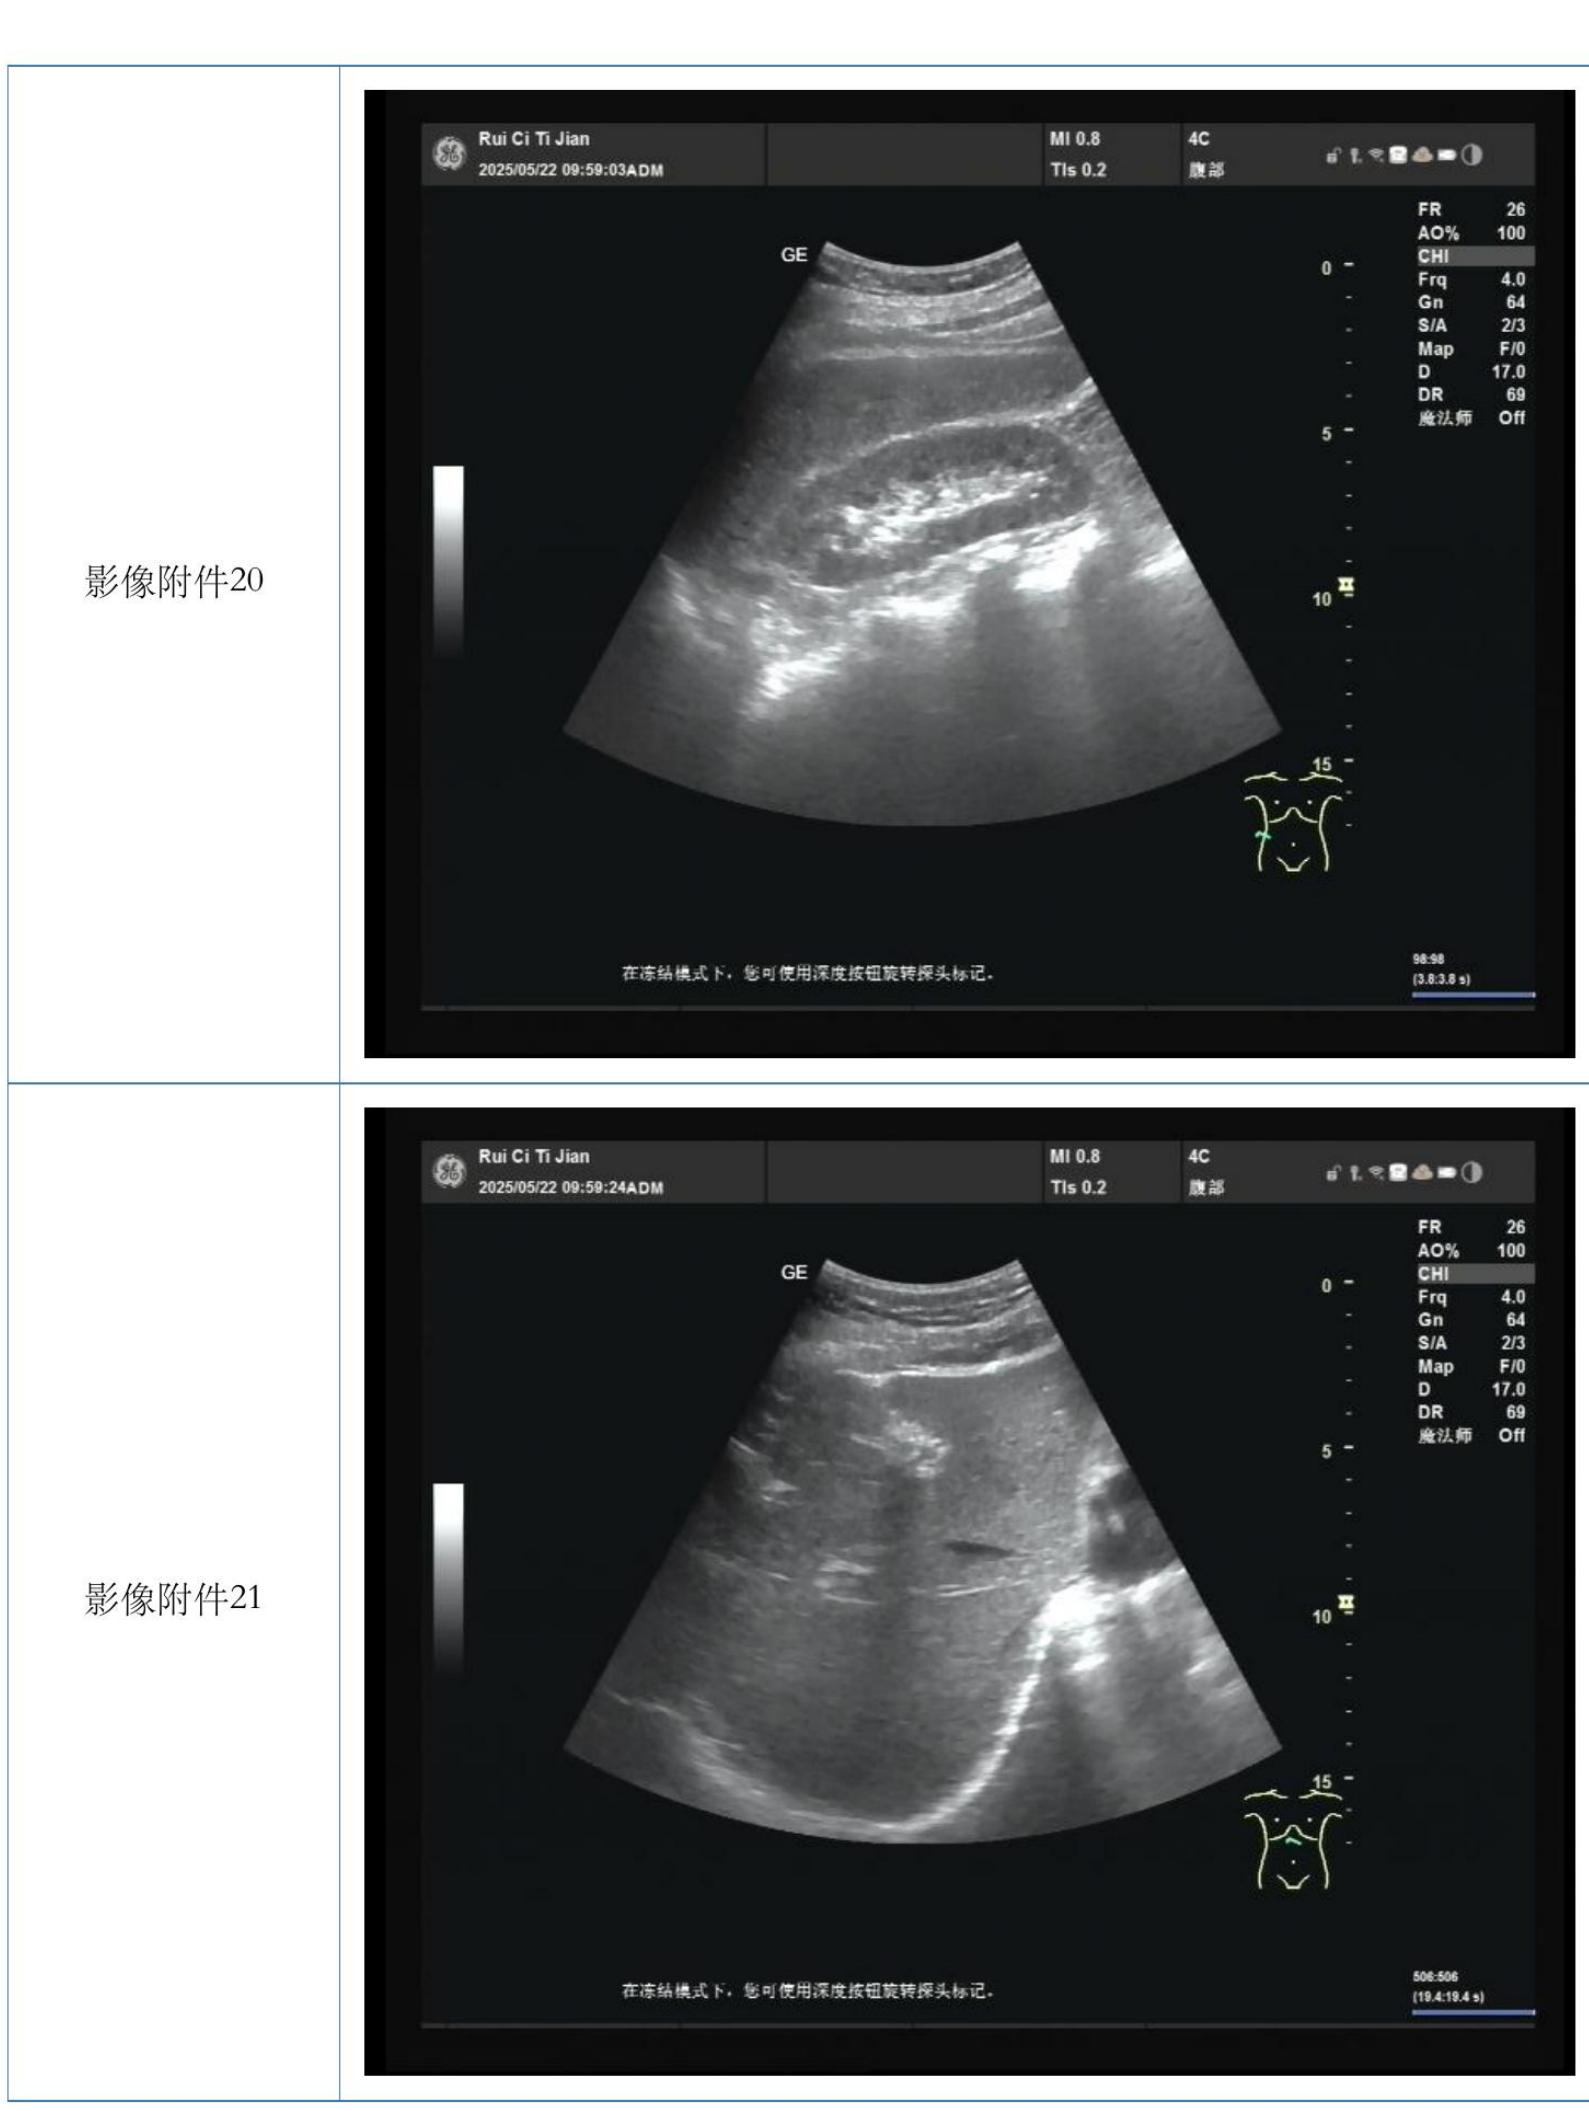 影像附件20
Rui Ci Ti Jian
2025/05/22 09:59:03ADM
MI 0.8
TIs 0.2
4C
腹部
GE
FR 26
AO% 100
CHI
Frq 4.0
Gn 64
S/A 2/3
Map F/0
D 17.0
DR 69
魔法师 Off
0
5
10
15
在冻结模式下，您可使用深度按钮旋转探头标记。
98:98
(3.8:3.8 s)
影像附件21
Rui Ci Ti Jian
2025/05/22 09:59:24ADM
MI 0.8
TIs 0.2
4C
腹部
GE
FR 26
AO% 100
CHI
Frq 4.0
Gn 64
S/A 2/3
Map F/0
D 17.0
DR 69
魔法师 Off
0
5
10
15
在冻结模式下，您可使用深度按钮旋转探头标记。
506:506
(19.4:19.4 s)